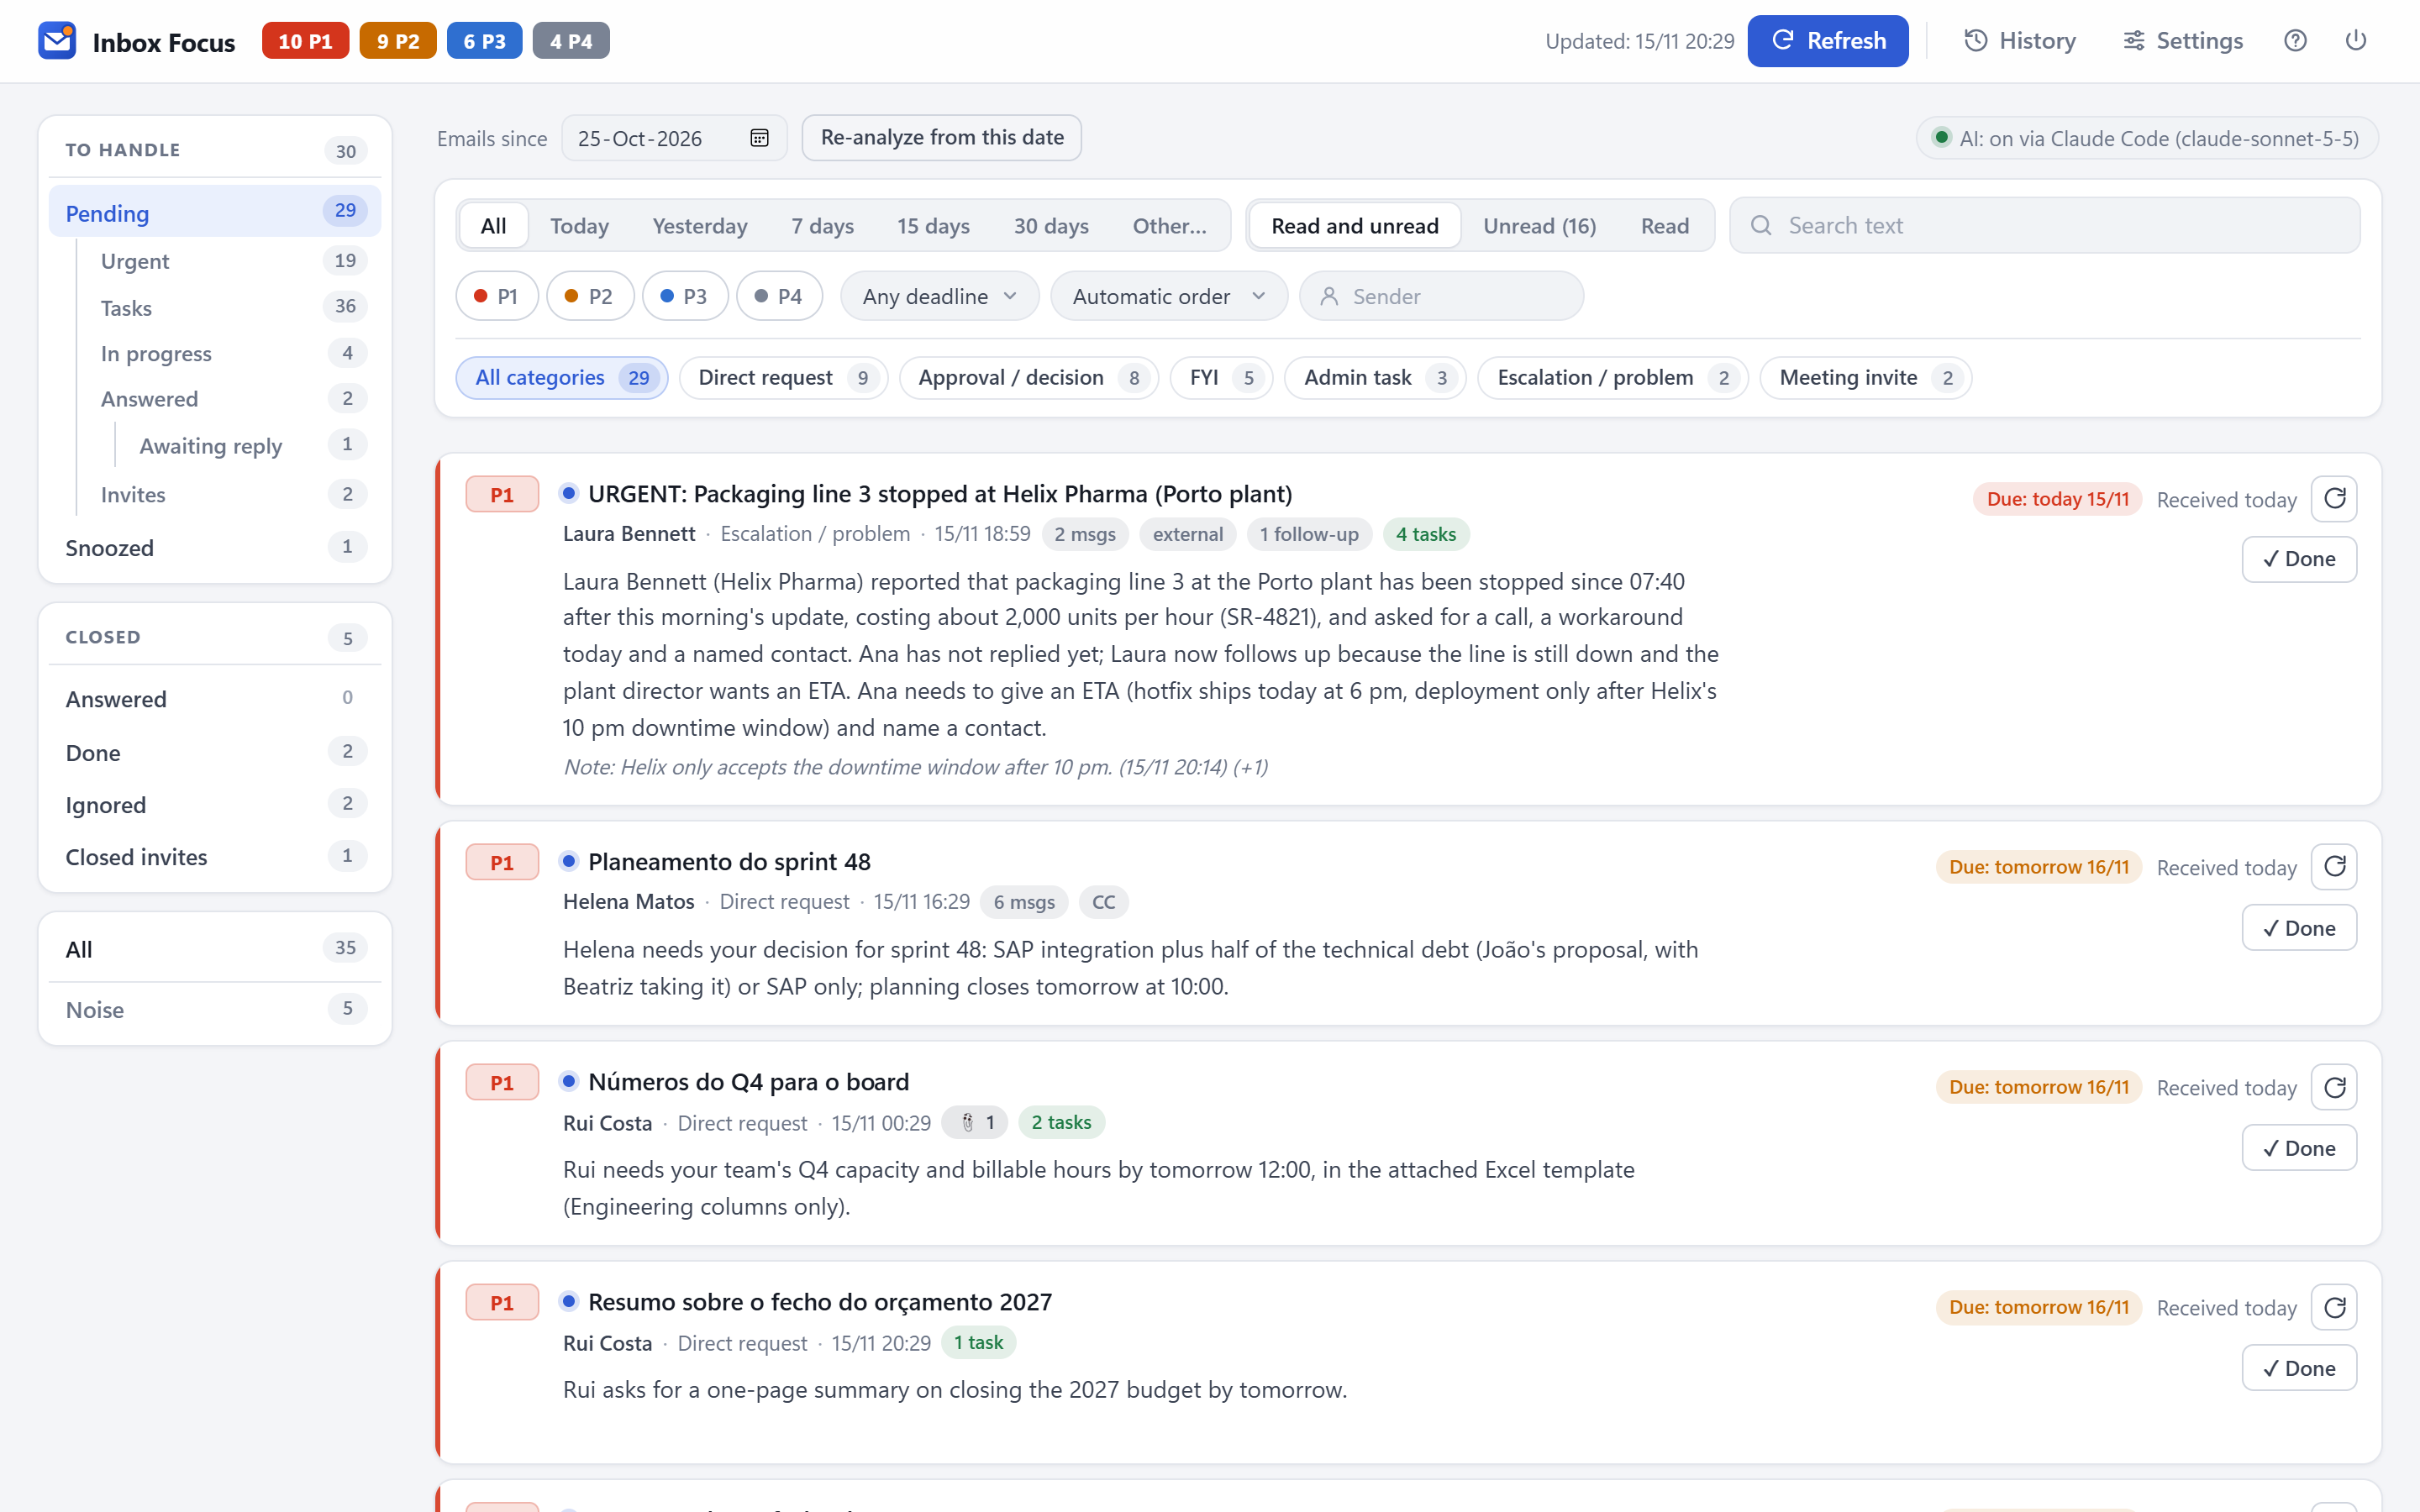 Inbox Focus 10 P1 9 P2 6 P3 4 P4 Updated: 15/11 20:29 Refresh History Settings
TO HANDLE 30
Pending 29
Urgent 19
Tasks 36
In progress 4
Answered 2
Awaiting reply 1
Invites 2
Snoozed 1
CLOSED 5
Answered 0
Done 2
Ignored 2
Closed invites 1
All 35
Noise 5
Emails since 25-Oct-2026 Re-analyze from this date AI: on via Claude Code (claude-sonnet-5-5)
All Today Yesterday 7 days 15 days 30 days Other... Read and unread Unread (16) Read Search text
P1 P2 P3 P4 Any deadline Automatic order Sender
All categories 29 Direct request 9 Approval / decision 8 FYI 5 Admin task 3 Escalation / problem 2 Meeting invite 2
P1 URGENT: Packaging line 3 stopped at Helix Pharma (Porto plant) Due: today 15/11 Received today
Laura Bennett · Escalation / problem · 15/11 18:59 2 msgs external 1 follow-up 4 tasks
✓ Done
Laura Bennett (Helix Pharma) reported that packaging line 3 at the Porto plant has been stopped since 07:40
after this morning's update, costing about 2,000 units per hour (SR-4821), and asked for a call, a workaround
today and a named contact. Ana has not replied yet; Laura now follows up because the line is still down and the
plant director wants an ETA. Ana needs to give an ETA (hotfix ships today at 6 pm, deployment only after Helix's
10 pm downtime window) and name a contact.
Note: Helix only accepts the downtime window after 10 pm. (15/11 20:14) (+1)
P1 Planeamento do sprint 48 Due: tomorrow 16/11 Received today
Helena Matos · Direct request · 15/11 16:29 6 msgs CC
✓ Done
Helena needs your decision for sprint 48: SAP integration plus half of the technical debt (João's proposal, with
Beatriz taking it) or SAP only; planning closes tomorrow at 10:00.
P1 Números do Q4 para o board Due: tomorrow 16/11 Received today
Rui Costa · Direct request · 15/11 00:29 1 2 tasks
✓ Done
Rui needs your team's Q4 capacity and billable hours by tomorrow 12:00, in the attached Excel template
(Engineering columns only).
P1 Resumo sobre o fecho do orçamento 2027 Due: tomorrow 16/11 Received today
Rui Costa · Direct request · 15/11 20:29 1 task
✓ Done
Rui asks for a one-page summary on closing the 2027 budget by tomorrow.